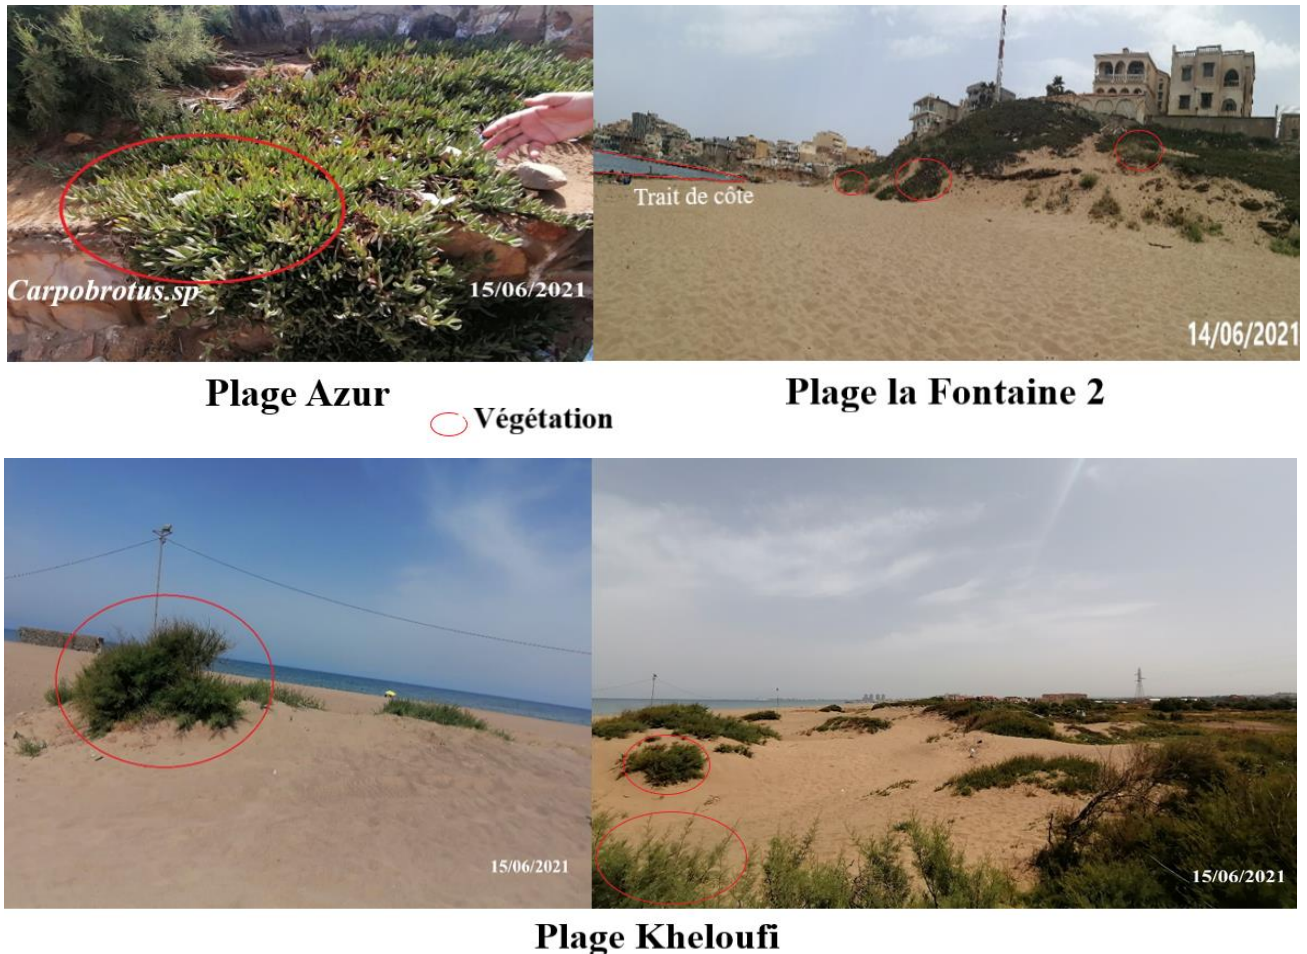 Carpobrotus.sp
15/06/2021
Trait de côte
14/06/2021
Plage Azur
Plage la Fontaine 2
Végétation
15/06/2021
15/06/2021
Plage Kheloufi